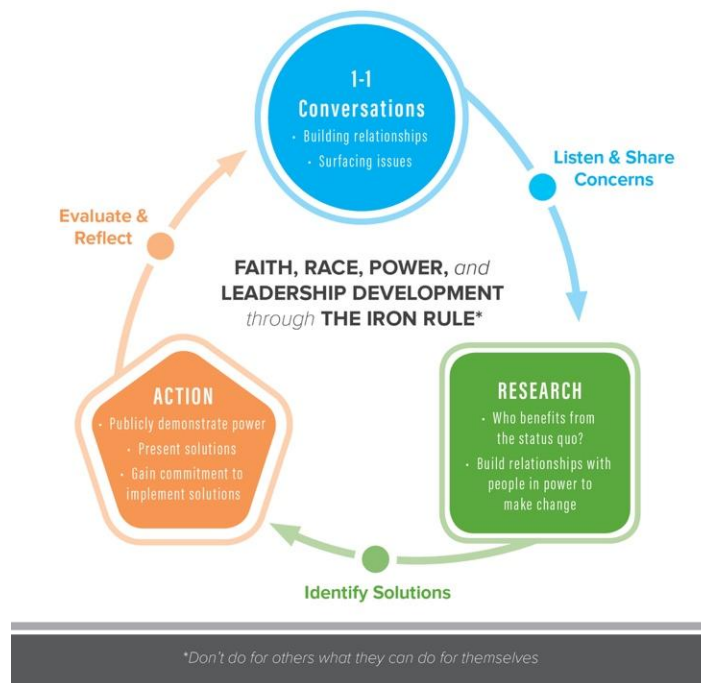 1-1
Conversations
• Building relationships
• Surfacing issues
Listen & Share
Concerns
Evaluate &
Reflect
FAITH, RACE, POWER, and
LEADERSHIP DEVELOPMENT
through THE IRON RULE*
RESEARCH
• Who benefits from
the status quo?
• Build relationships with
people in power to
make change
ACTION
• Publicly demonstrate power
• Present solutions
• Gain commitment to
implement solutions
Identify Solutions
*Don't do for others what they can do for themselves